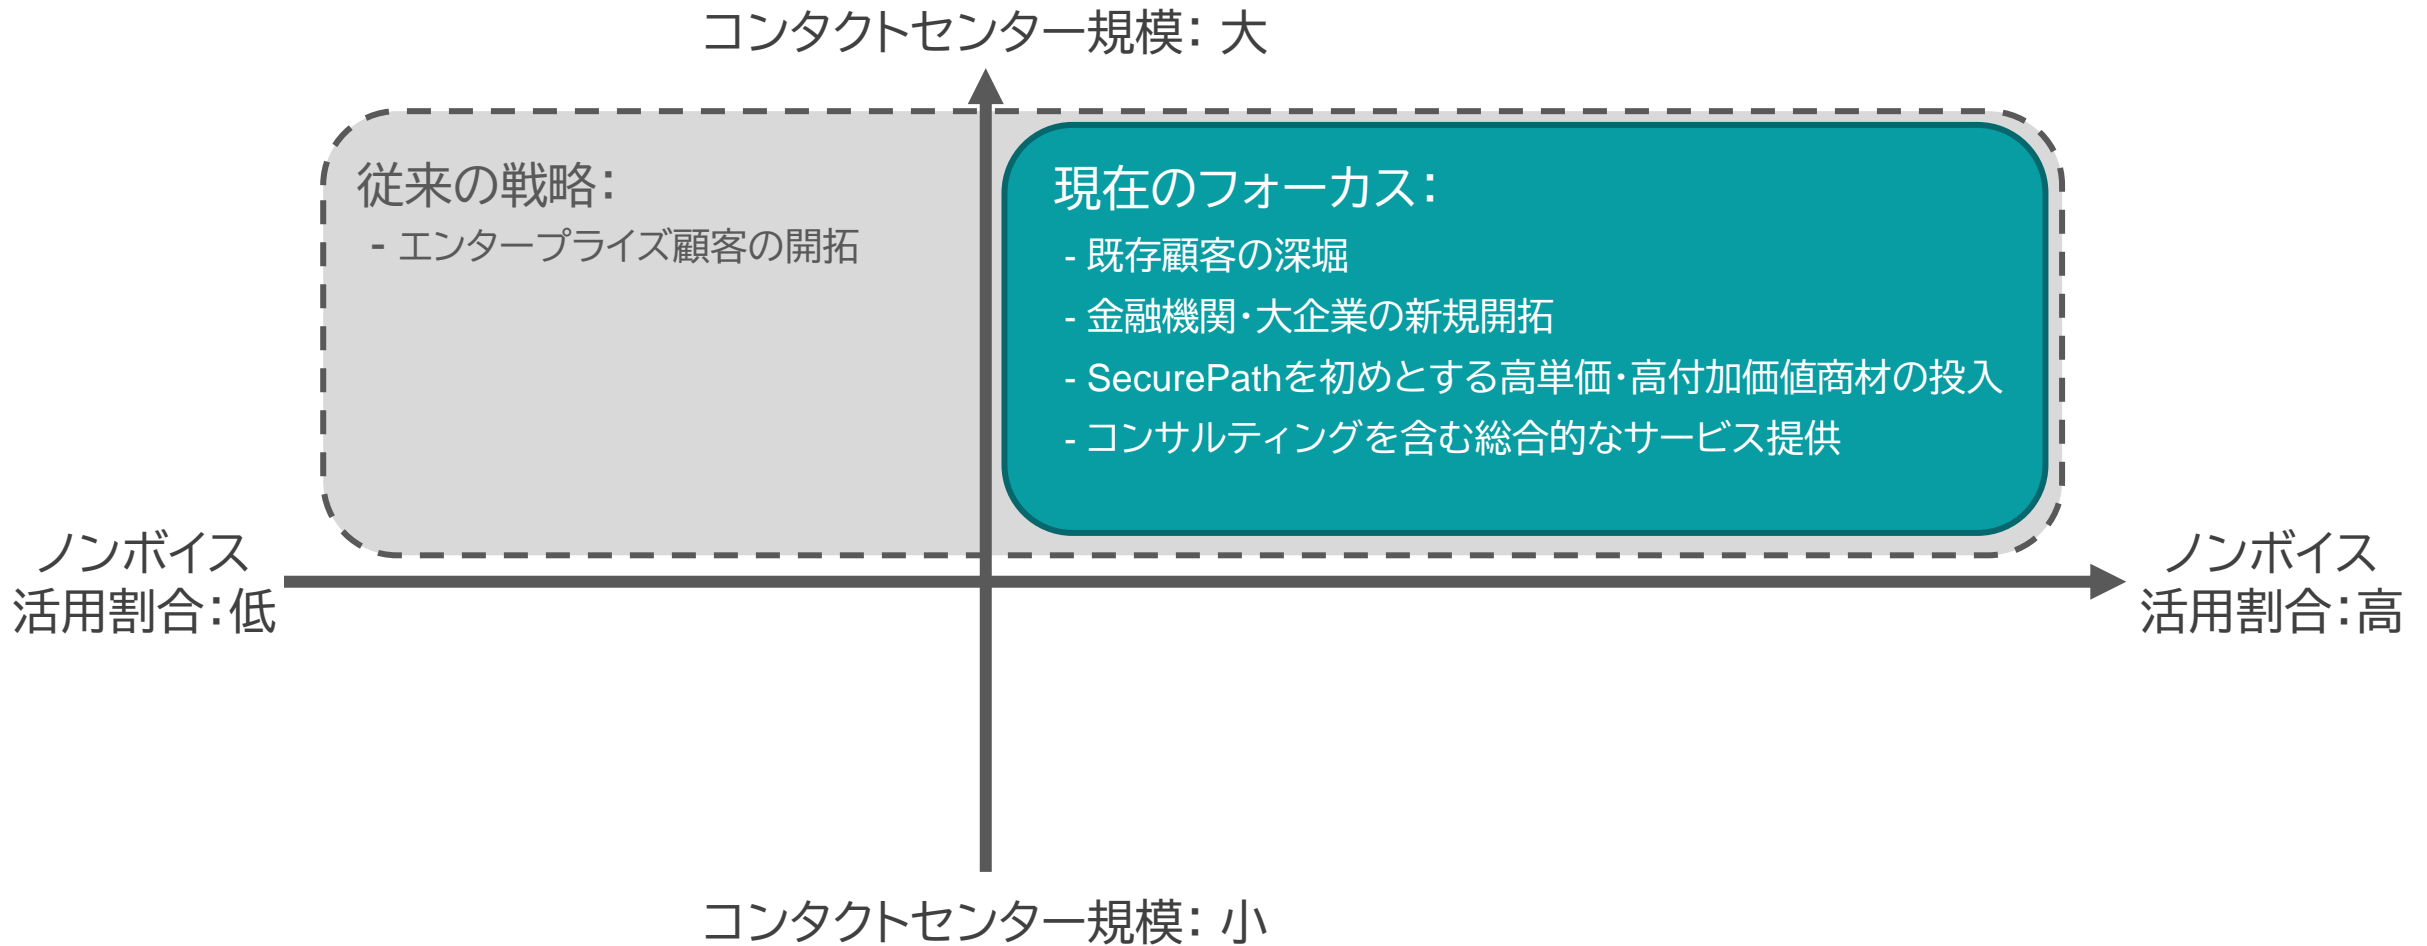 コンタクトセンター規模： 大
従来の戦略：
- エンタープライズ顧客の開拓
現在のフォーカス：
- 既存顧客の深堀
- 金融機関・大企業の新規開拓
- SecurePathを初めとする高単価・高付加価値商材の投入
- コンサルティングを含む総合的なサービス提供
ノンボイス
活用割合：低
ノンボイス
活用割合：高
コンタクトセンター規模： 小